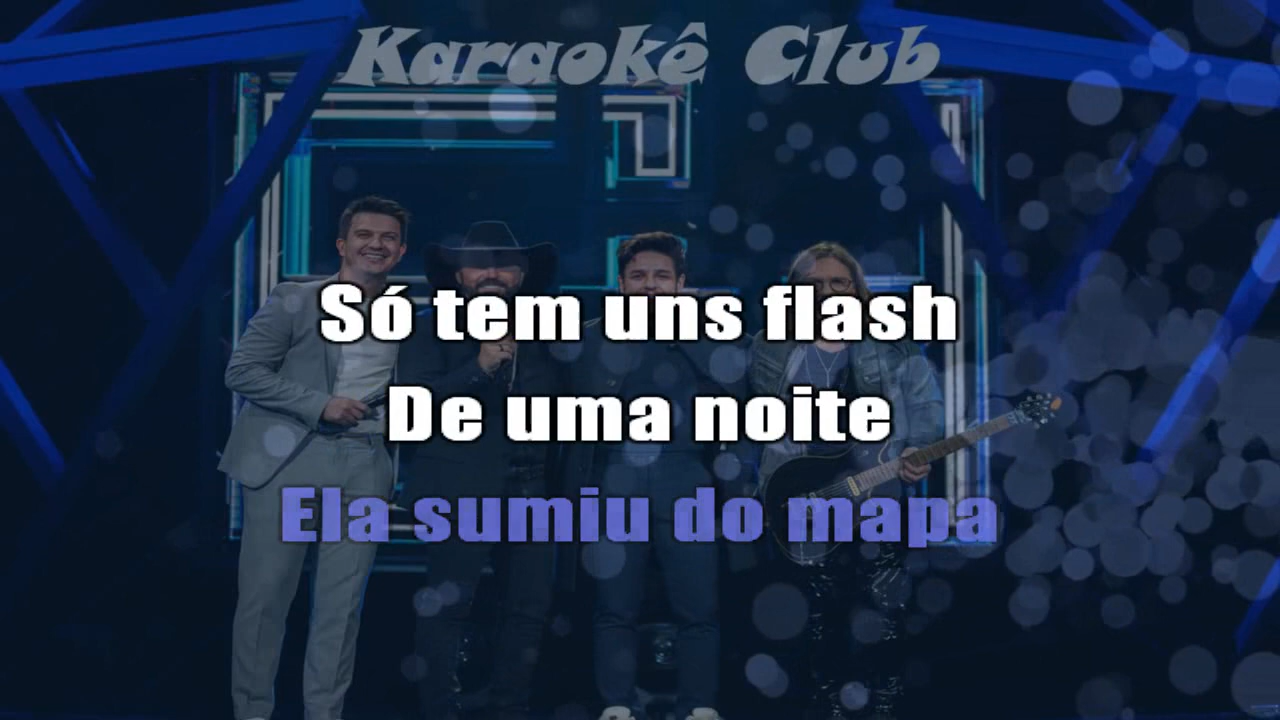 Karaokê Club
Só tem uns flash
De uma noite
Ela sumiu do mapa